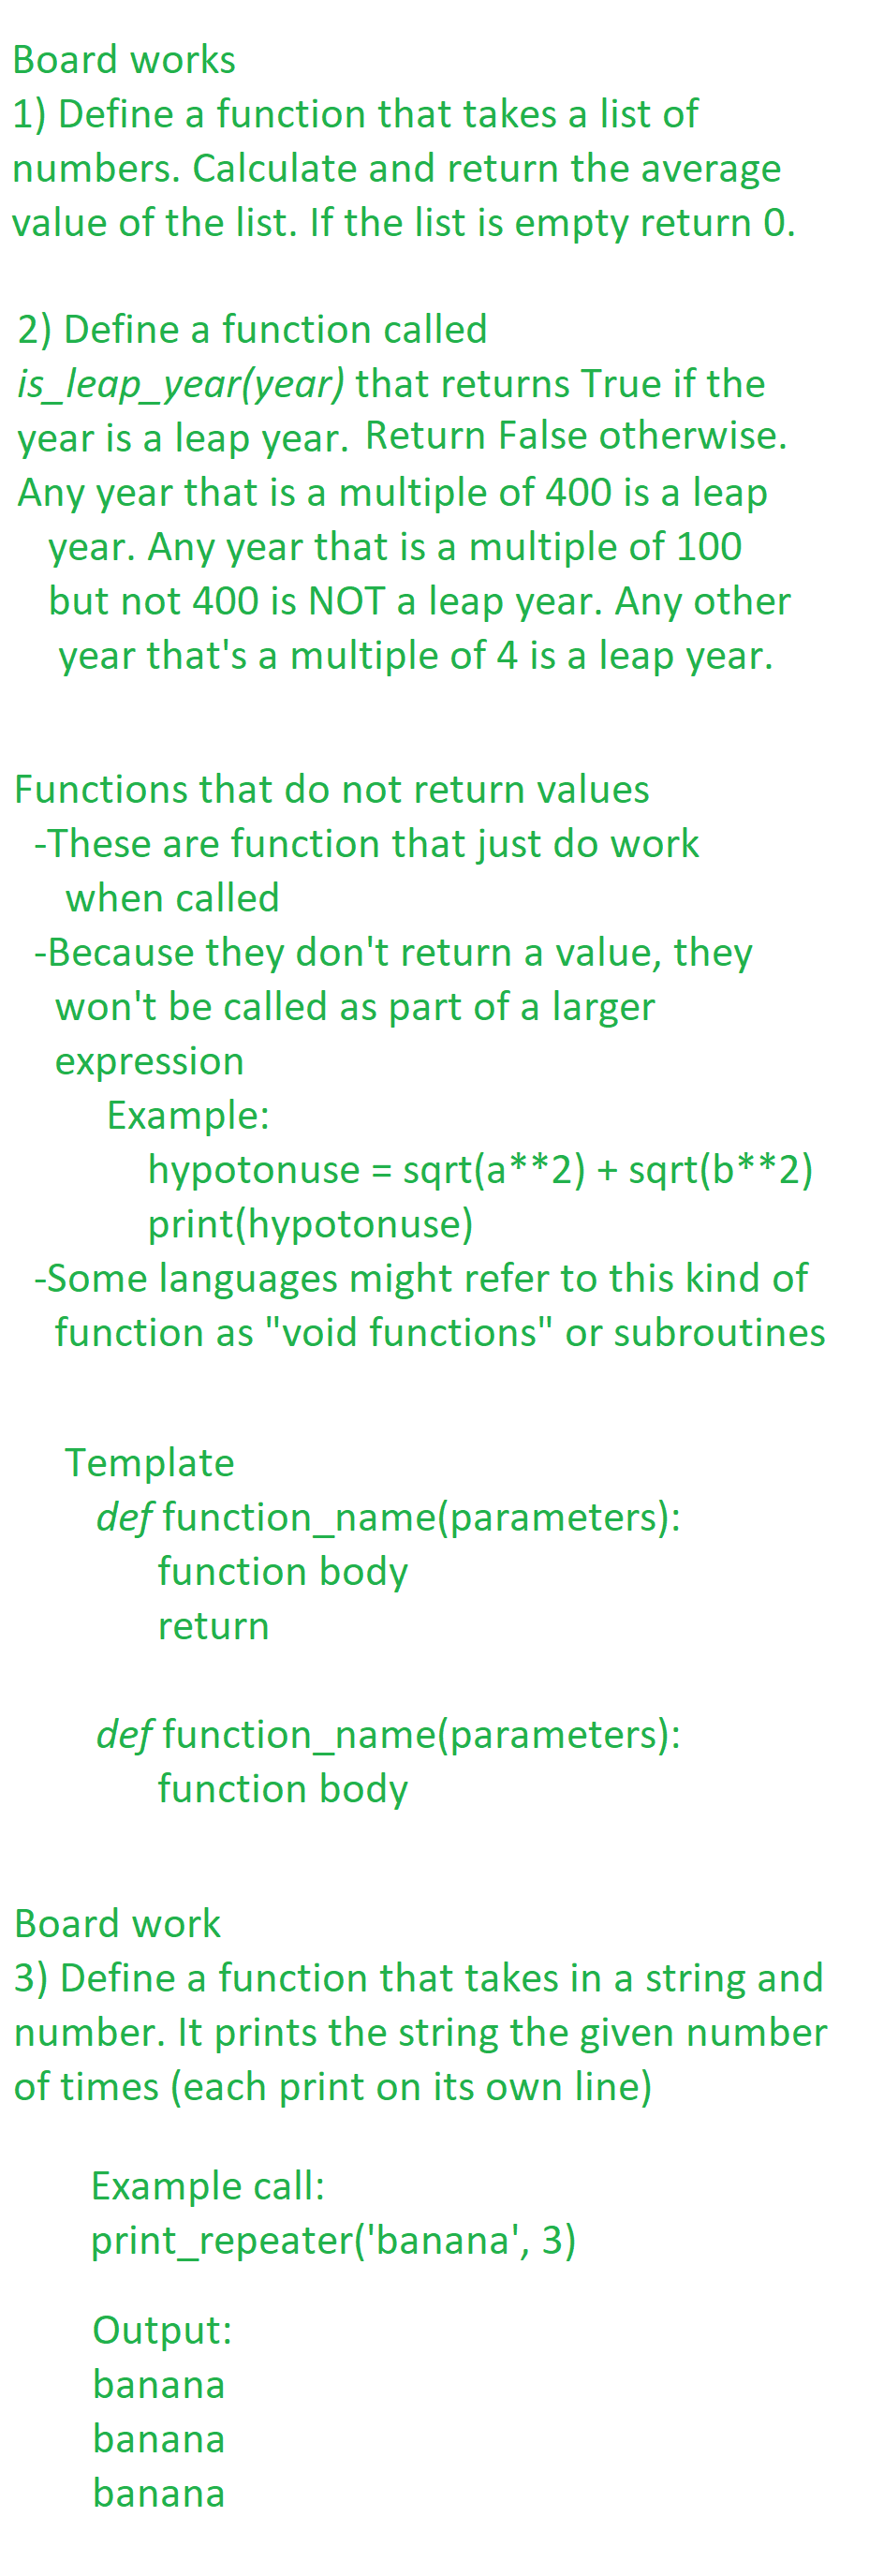 Board works
1) Define a function that takes a list of
numbers. Calculate and return the average
value of the list. If the list is empty return 0.
2) Define a function called
is_leap_year(year) that returns True if the
year is a leap year. Return False otherwise.
Any year that is a multiple of 400 is a leap
year. Any year that is a multiple of 100
but not 400 is NOT a leap year. Any other
year that's a multiple of 4 is a leap year.
Functions that do not return values
-These are function that just do work
when called
-Because they don't return a value, they
won't be called as part of a larger
expression
Example:
hypotonuse = sqrt(a**2) + sqrt(b**2)
print(hypotonuse)
-Some languages might refer to this kind of
function as "void functions" or subroutines
Template
def function_name(parameters):
function body
return
def function_name(parameters):
function body
Board work
3) Define a function that takes in a string and
number. It prints the string the given number
of times (each print on its own line)
Example call:
print_repeater('banana', 3)
Output:
banana
banana
banana